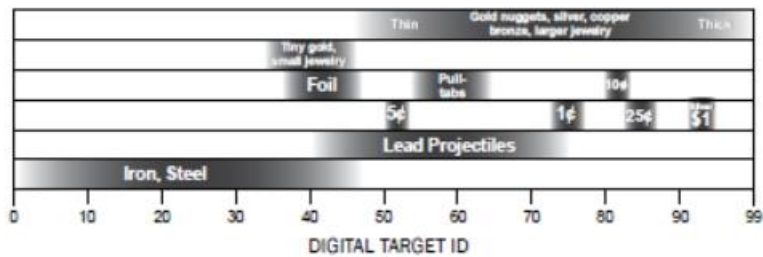 Thin
Gold nuggets, silver, copper
bronze, larger jewelry
Thick
Tiny gold,
small jewelry
Foil
Pull-
tabs
10¢
5¢
1¢
25¢
$1
Lead Projectiles
Iron, Steel
0 10 20 30 40 50 60 70 80 90 99
DIGITAL TARGET ID